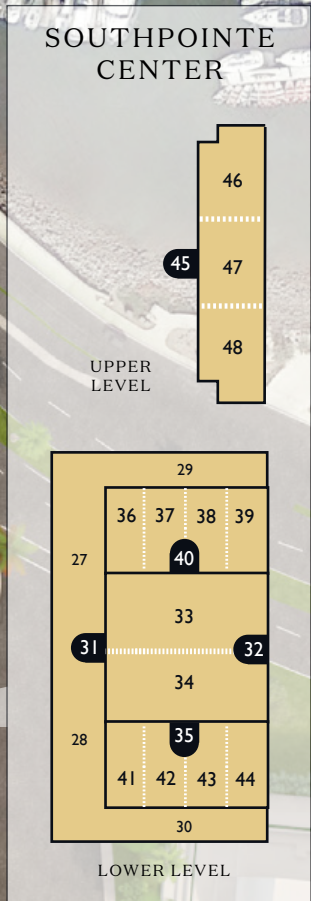 SOUTHPOINTE
CENTER
46
45
47
48
UPPER
LEVEL
29
36 37 38 39
27
40
33
31
32
34
28
35
41 42 43 44
30
LOWER LEVEL